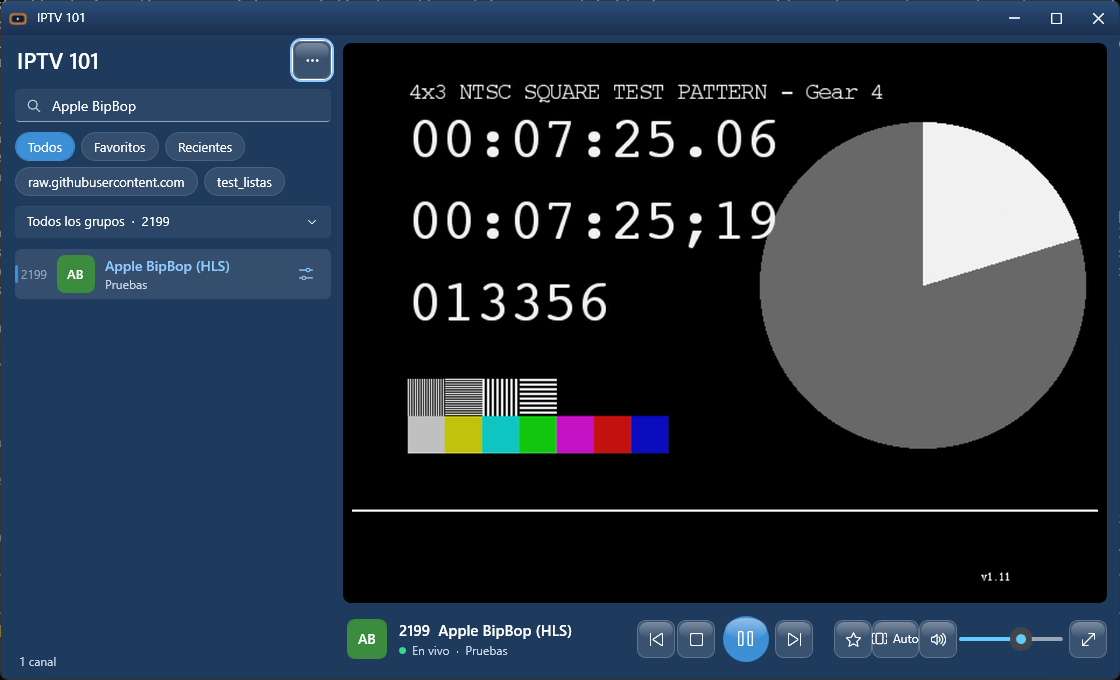 IPTV 101
IPTV 101
Apple BipBop
Todos
Favoritos
Recientes
raw.githubusercontent.com
test_listas
Todos los grupos · 2199
2199
AB
Apple BipBop (HLS)
Pruebas
1 canal
4x3 NTSC SQUARE TEST PATTERN - Gear 4
00:07:25.06
00:07:25;19
013356
v1.11
AB
2199 Apple BipBop (HLS)
En vivo · Pruebas
Auto